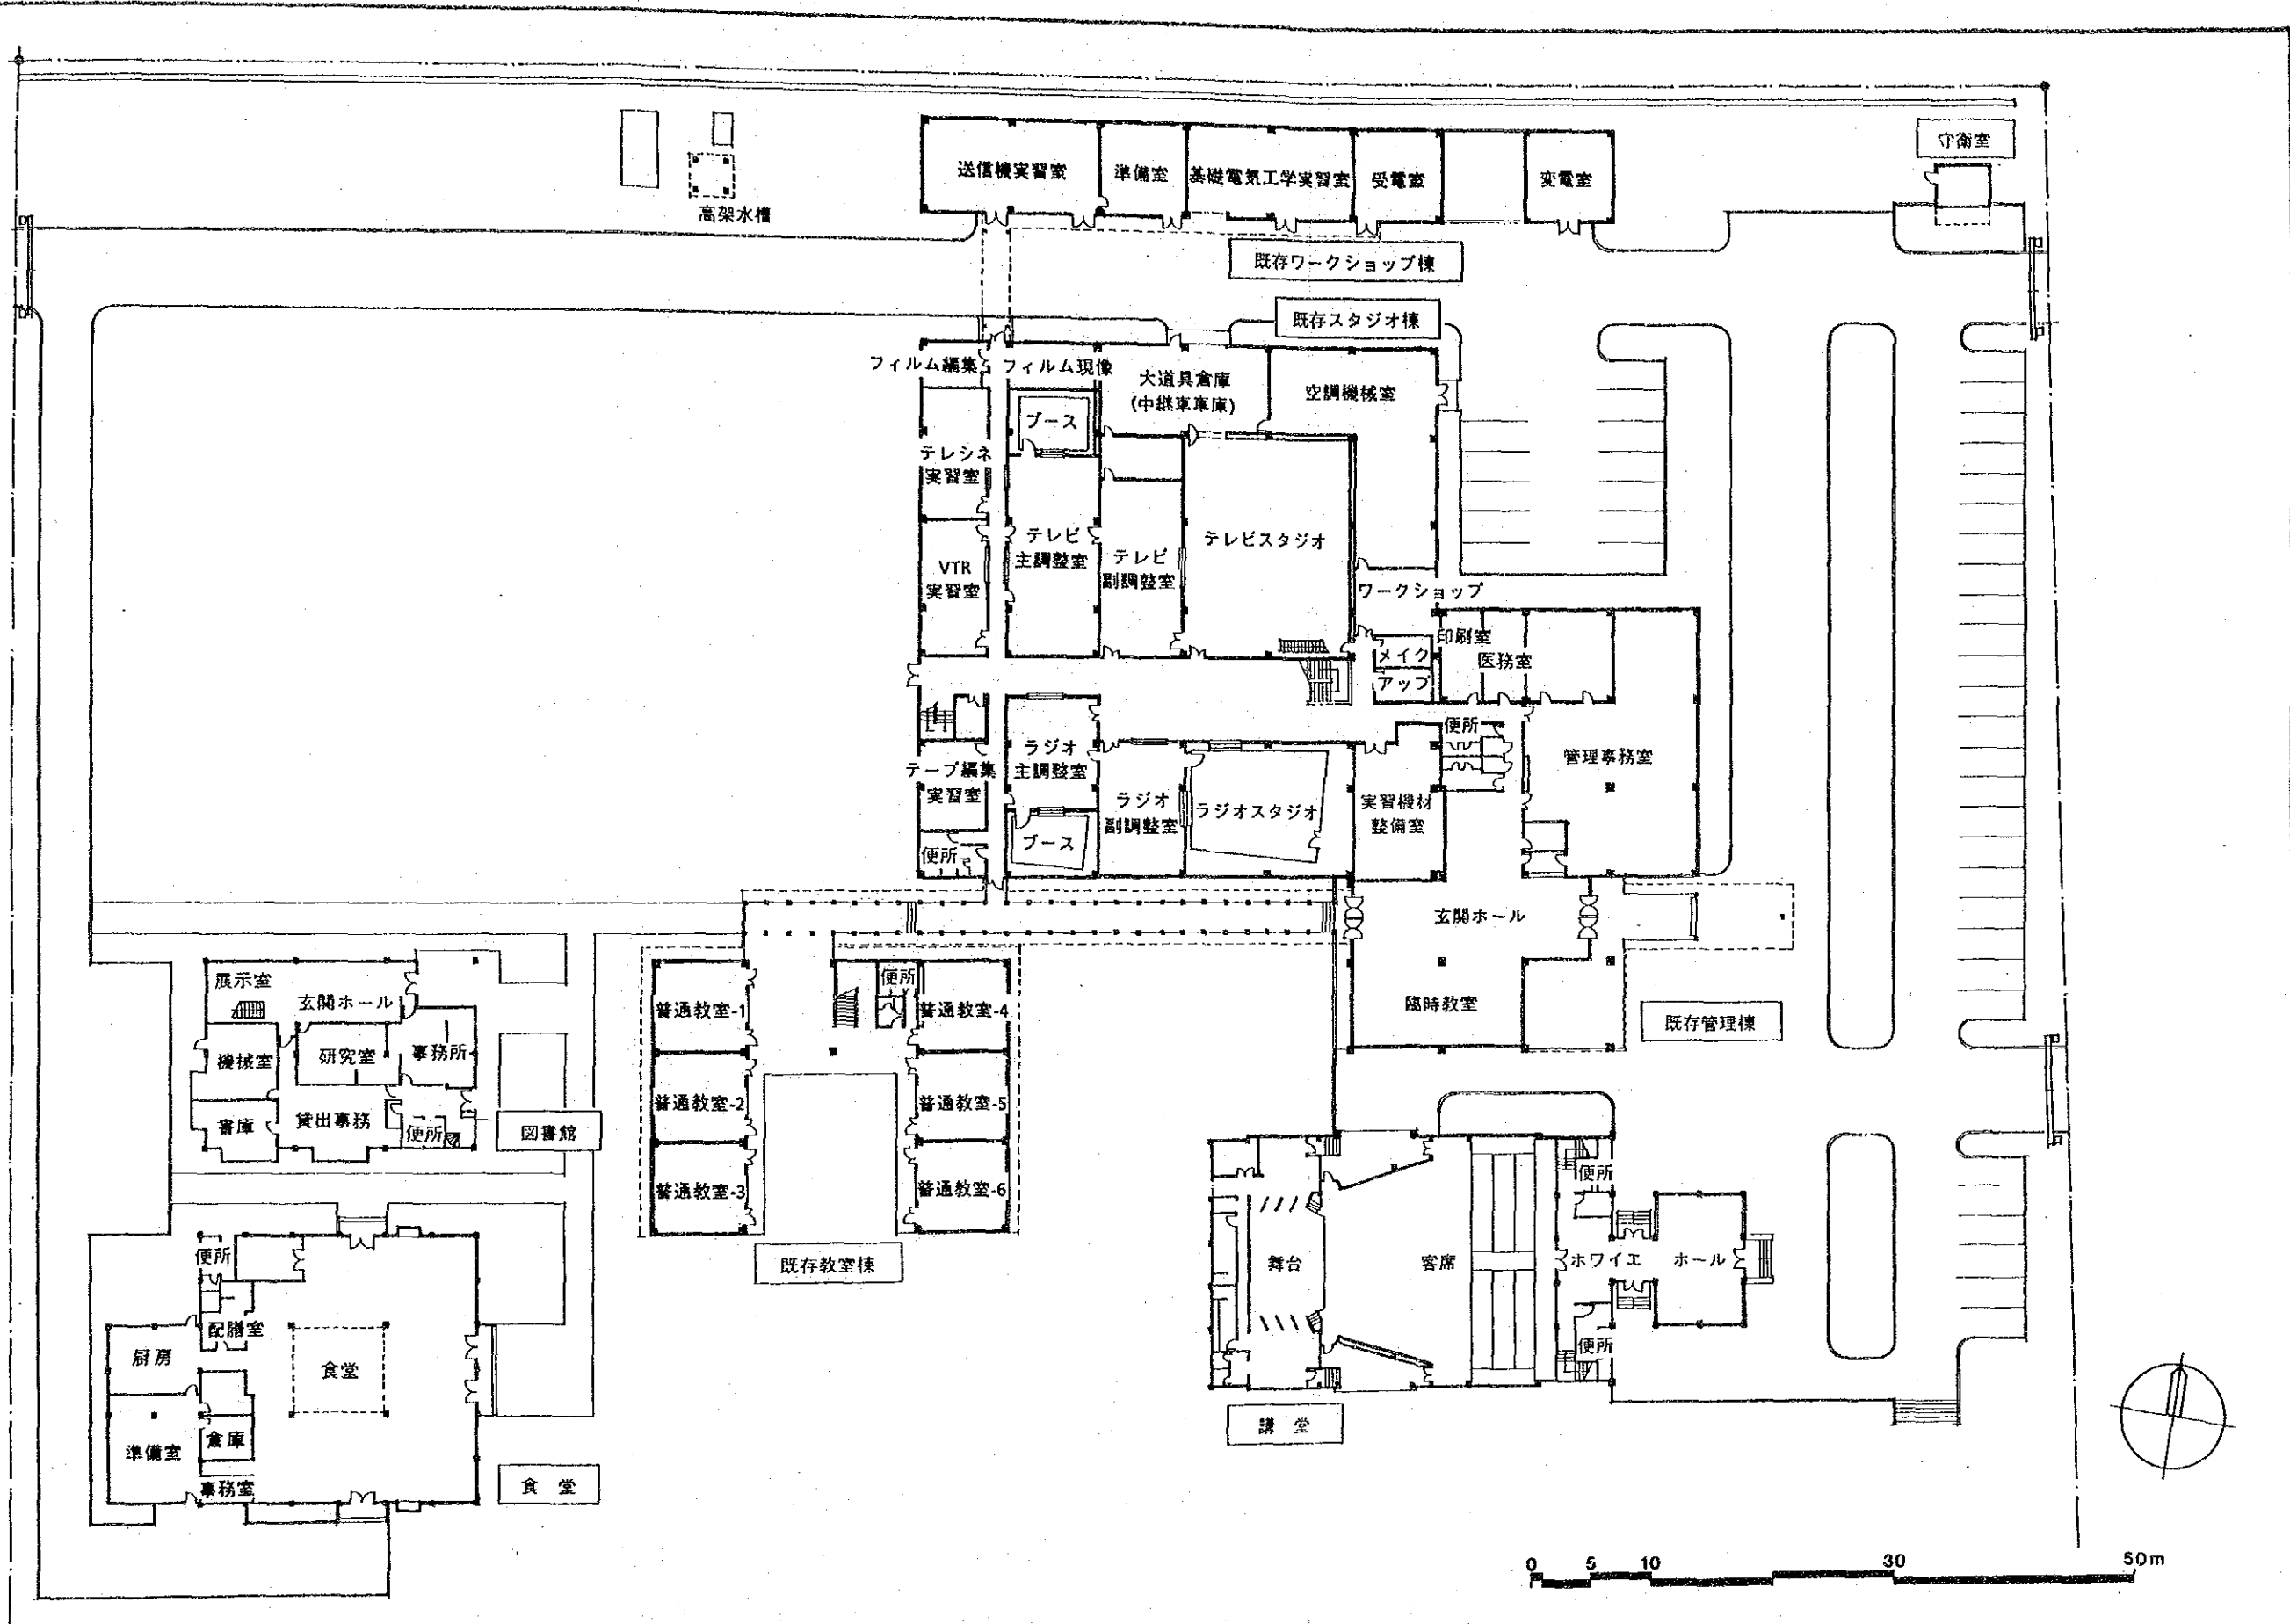 守衛室
送信機実習室
準備室
基礎電気工学実習室
受電室
変電室
高架水槽
既存ワークショップ棟
既存スタジオ棟
フィルム編集
フィルム現像
大道具倉庫
(中継車車庫)
空調機械室
ブース
テレシネ
実習室
テレビ
主調整室
テレビ
副調整室
テレビスタジオ
VTR
実習室
ワークショップ
印刷室
医務室
メイク
アップ
便所
管理事務室
ラジオ
主調整室
テープ編集
実習室
ラジオ
副調整室
ラジオスタジオ
実習機材
整備室
ブース
便所
玄関ホール
臨時教室
既存管理棟
展示室
玄関ホール
機械室
研究室
事務所
書庫
貸出事務
便所
図書館
普通教室-1
普通教室-2
普通教室-3
便所
普通教室-4
普通教室-5
普通教室-6
既存教室棟
便所
配膳室
厨房
食堂
準備室
倉庫
事務室
食 堂
舞台
客席
便所
ホワイエ
ホール
便所
講 堂
0 5 10 30 50m